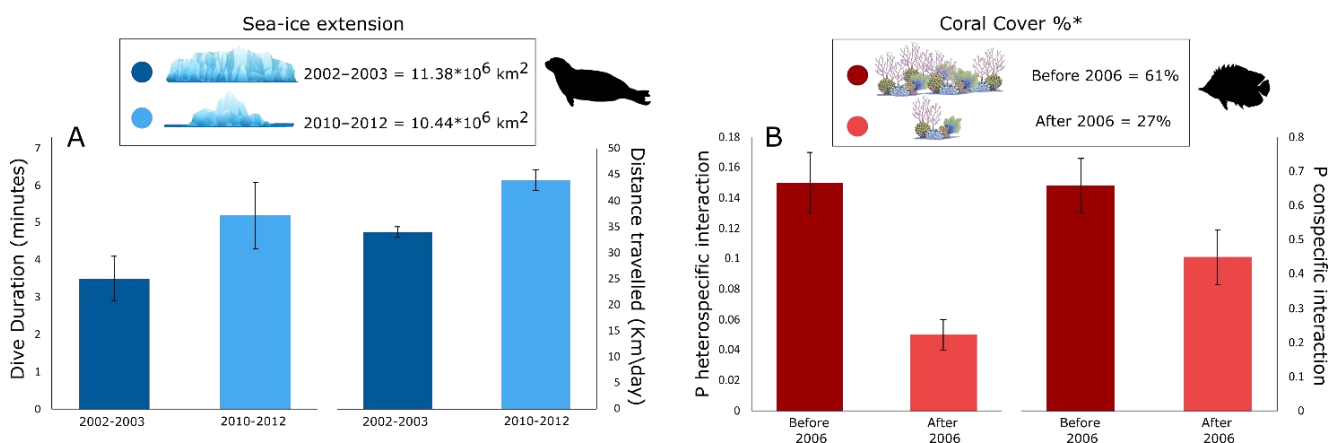 Sea-ice extension
2002–2003 = 11.38*10⁶ km²
2010–2012 = 10.44*10⁶ km²
A
Dive Duration (minutes)
7
6
5
4
3
2
1
0
2002-2003
2010-2012
2002-2003
2010-2012
50
45
40
35
30
25
20
15
10
5
0
Distance travelled (Km\day)
Coral Cover %*
Before 2006 = 61%
After 2006 = 27%
B
P heterospecific interaction
0.18
0.16
0.14
0.12
0.1
0.08
0.06
0.04
0.02
0
Before
2006
After
2006
Before
2006
After
2006
0.8
0.7
0.6
0.5
0.4
0.3
0.2
0.1
0
P conspecific interaction